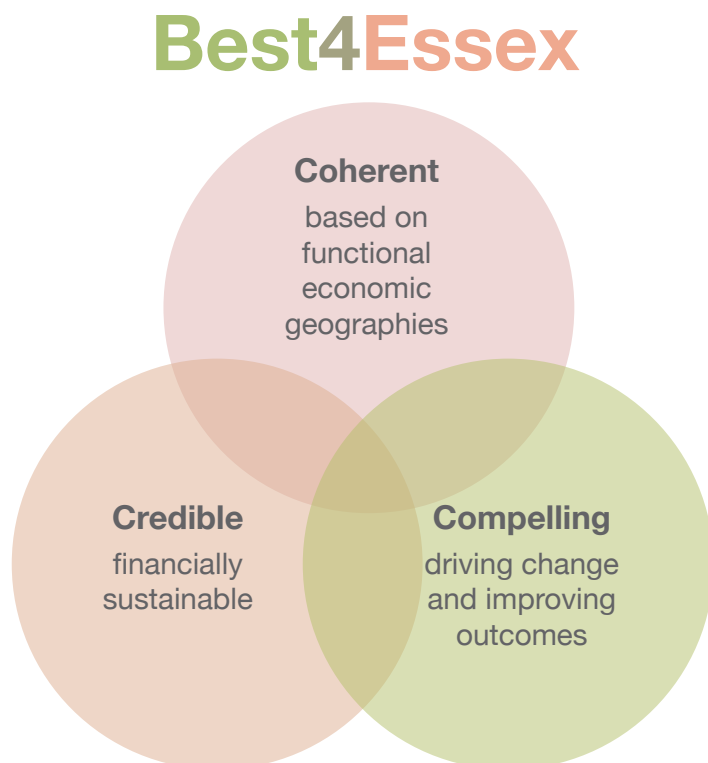 Best4Essex
Coherent
based on
functional
economic
geographies
Credible
financially
sustainable
Compelling
driving change
and improving
outcomes